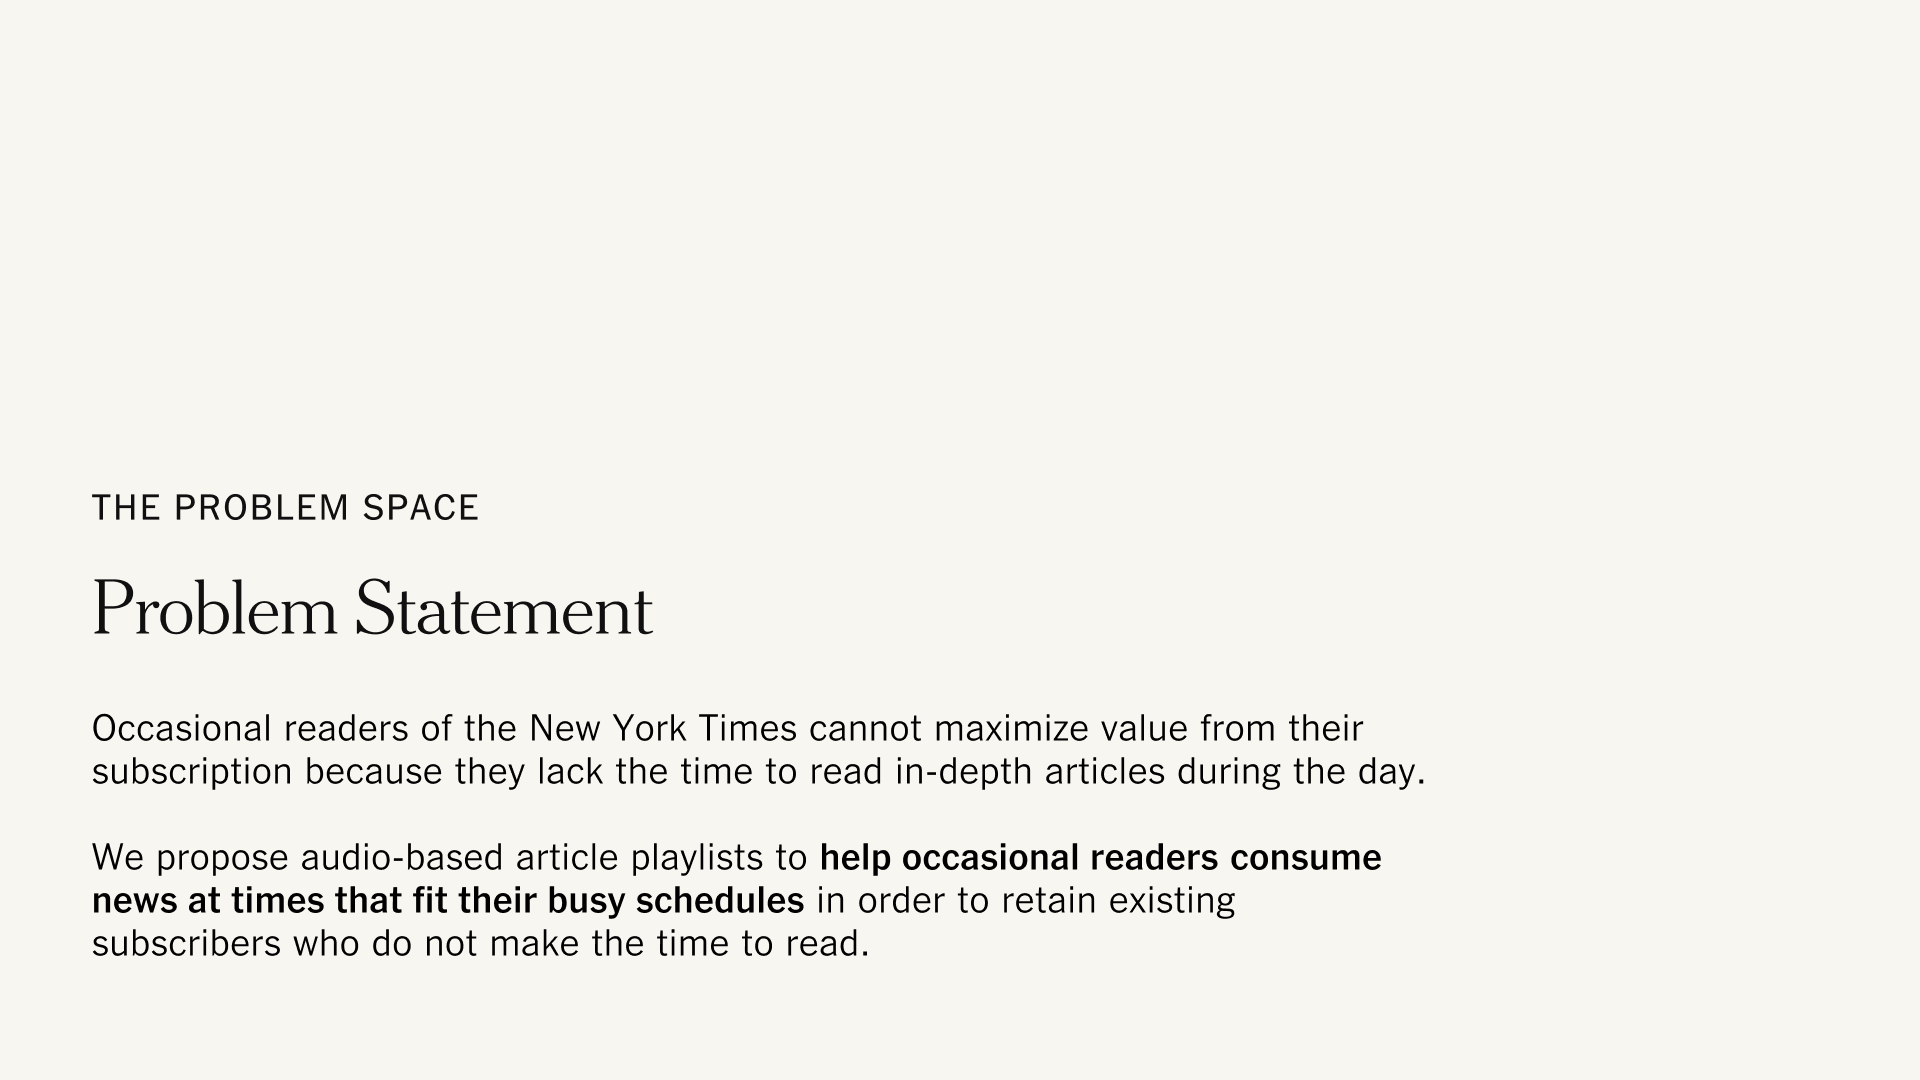 THE PROBLEM SPACE
Problem Statement
Occasional readers of the New York Times cannot maximize value from their
subscription because they lack the time to read in-depth articles during the day.
We propose audio-based article playlists to help occasional readers consume
news at times that fit their busy schedules in order to retain existing
subscribers who do not make the time to read.